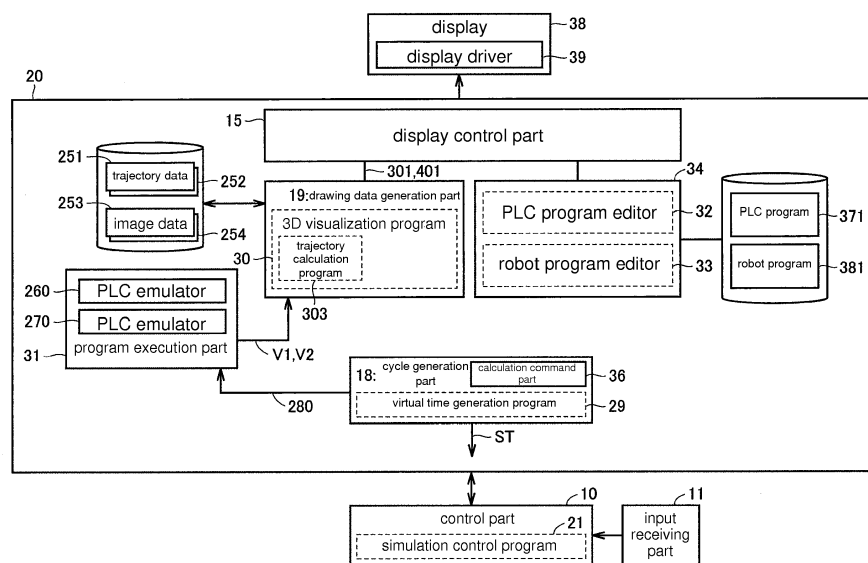 38
display
display driver
39
20
15
display control part
251
trajectory data
252
253
image data
254
301,401
19:drawing data generation part
3D visualization program
trajectory
calculation
program
30
303
34
PLC program editor
32
robot program editor
33
PLC program
371
robot program
381
260
PLC emulator
270
PLC emulator
31
program execution part
V1,V2
18:
cycle generation
part
calculation command
part
36
virtual time generation program
29
280
ST
10
control part
21
simulation control program
11
input
receiving
part